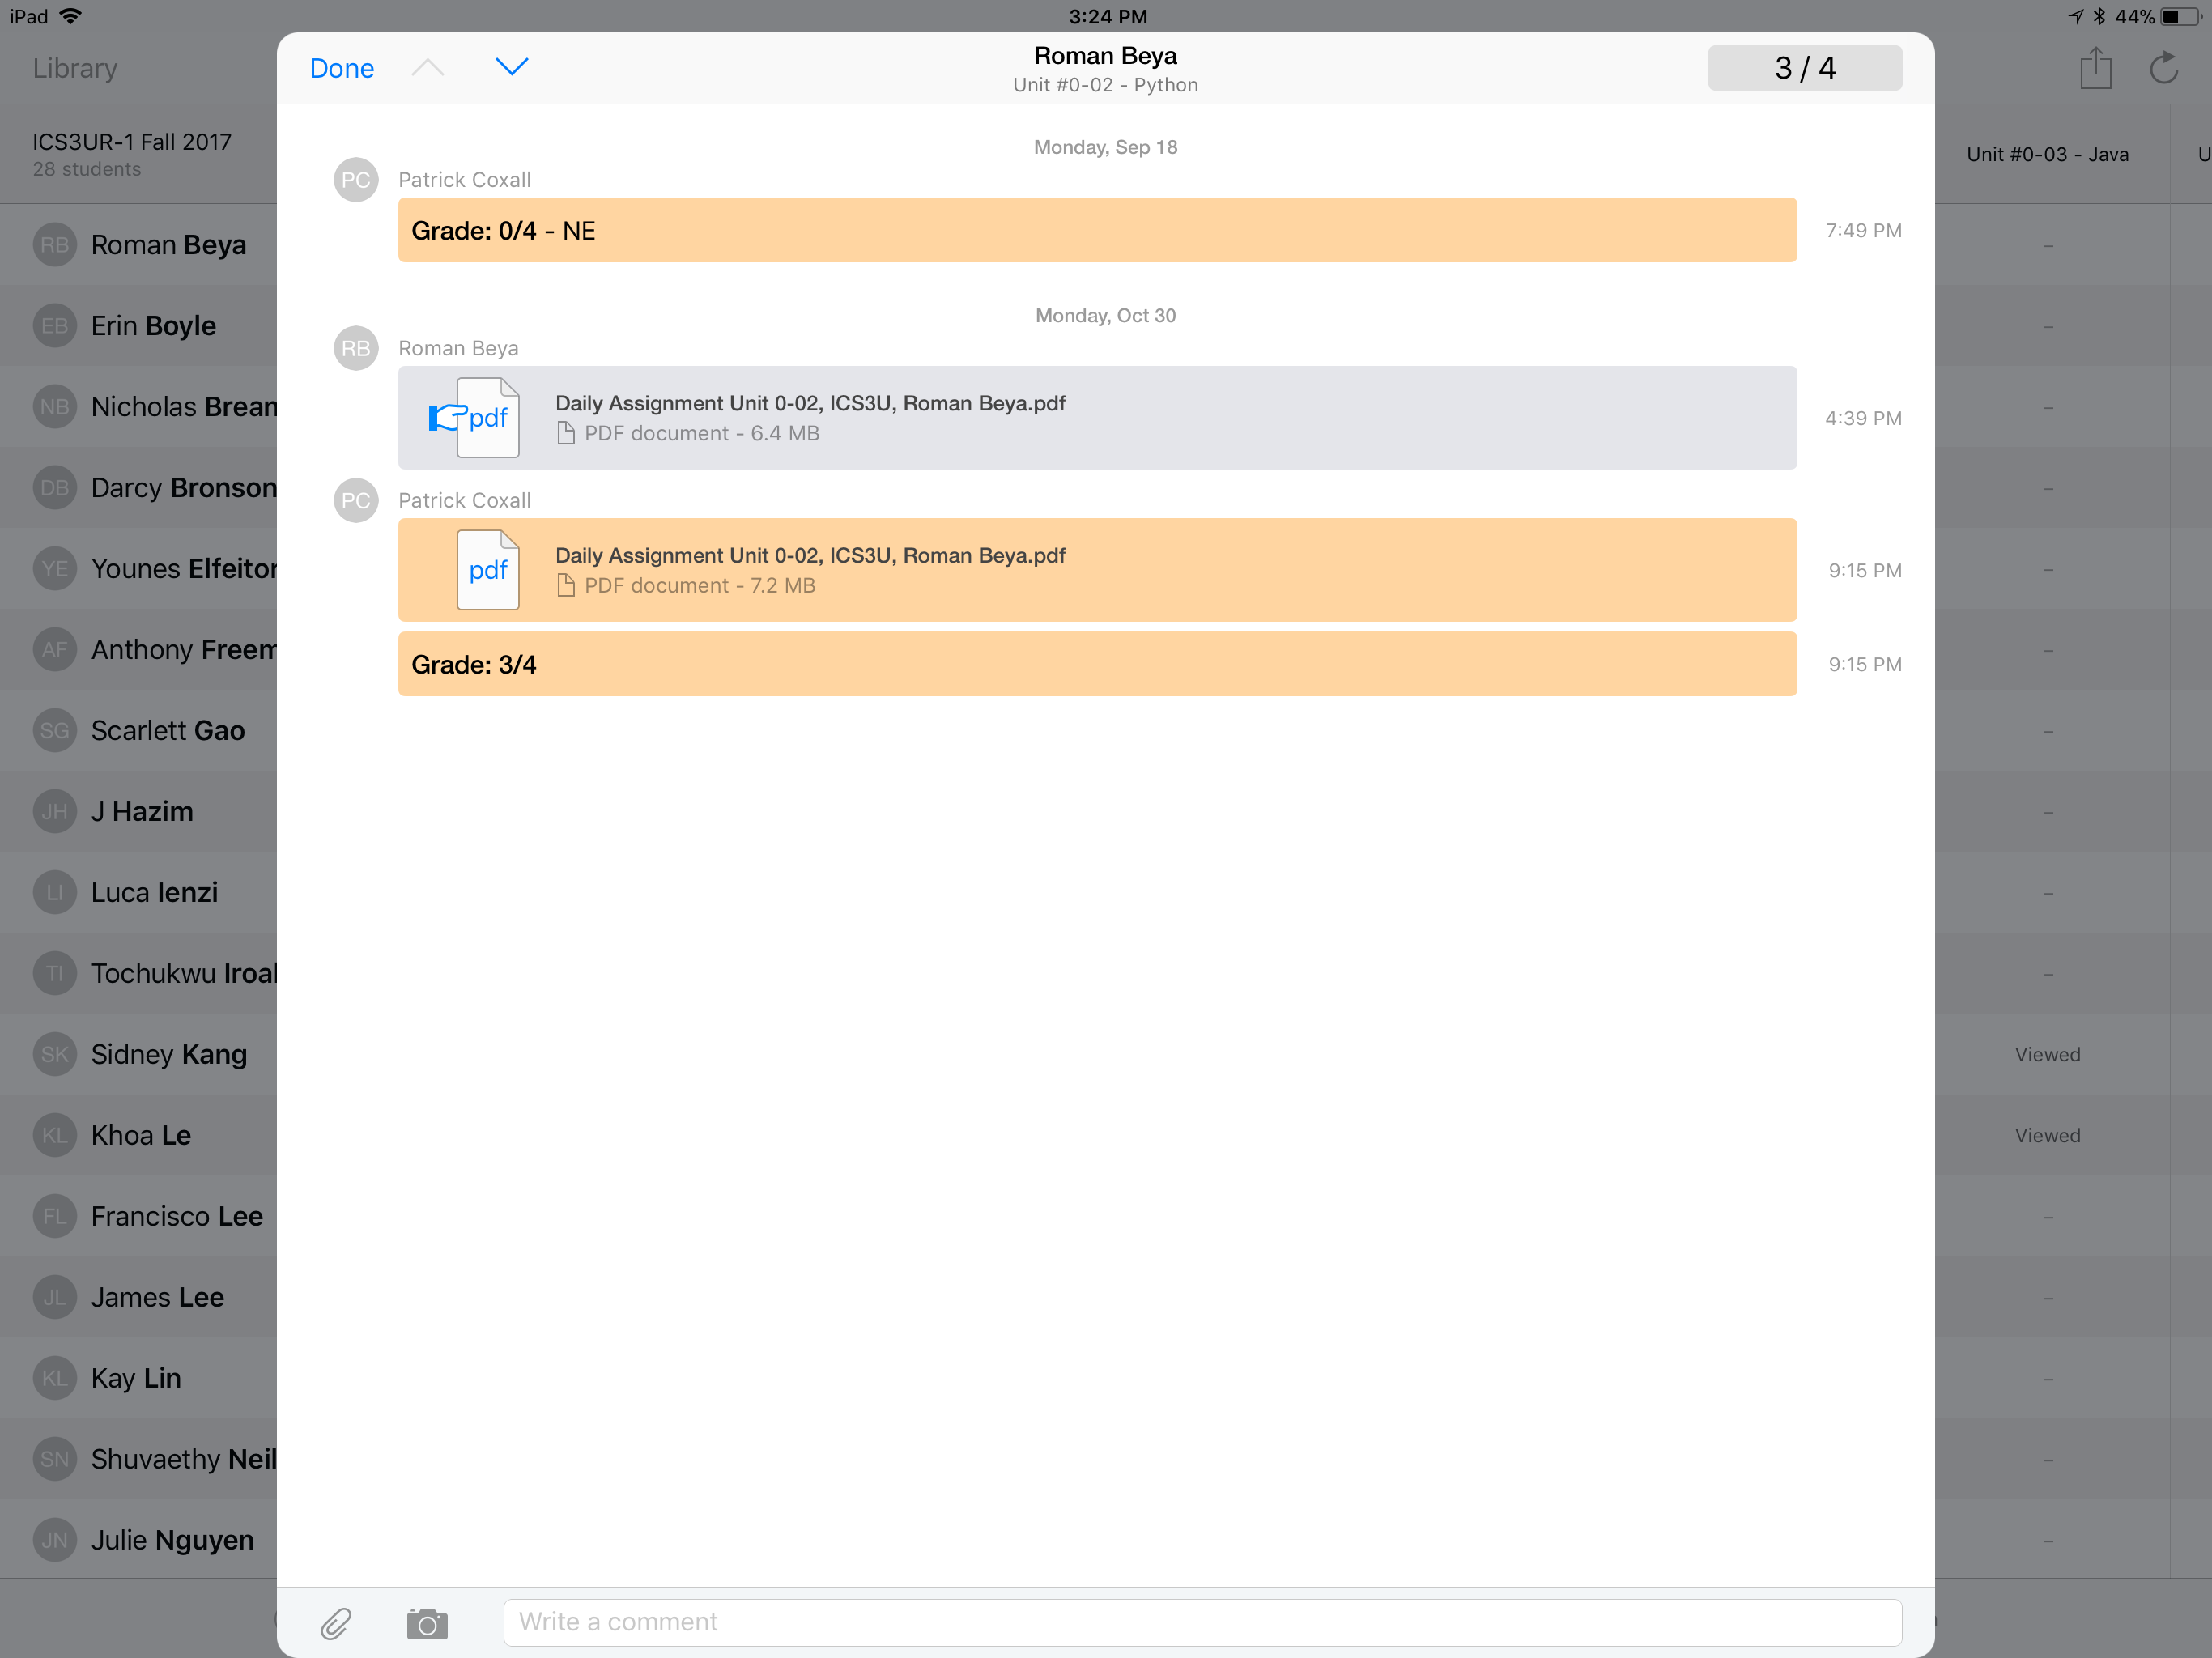 iPad
3:24 PM
44%
Library
Done
Roman Beya
Unit #0-02 - Python
3 / 4
ICS3UR-1 Fall 2017
28 students
Unit #0-03 - Java
U
Roman Beya
–
Erin Boyle
–
Nicholas Brean
–
Darcy Bronson
–
Younes Elfeitor
–
Anthony Freem
–
Scarlett Gao
–
J Hazim
–
Luca Ienzi
–
Tochukwu Iroal
–
Sidney Kang
Viewed
Khoa Le
Viewed
Francisco Lee
–
James Lee
–
Kay Lin
–
Shuvaethy Neil
–
Julie Nguyen
–
RB
EB
NB
DB
YE
AF
SG
JH
LI
TI
SK
KL
FL
JL
KL
SN
JN
Monday, Sep 18
PC
Patrick Coxall
Grade: 0/4 - NE
7:49 PM
Monday, Oct 30
RB
Roman Beya
pdf
Daily Assignment Unit 0-02, ICS3U, Roman Beya.pdf
PDF document - 6.4 MB
4:39 PM
PC
Patrick Coxall
pdf
Daily Assignment Unit 0-02, ICS3U, Roman Beya.pdf
PDF document - 7.2 MB
9:15 PM
Grade: 3/4
9:15 PM
Write a comment